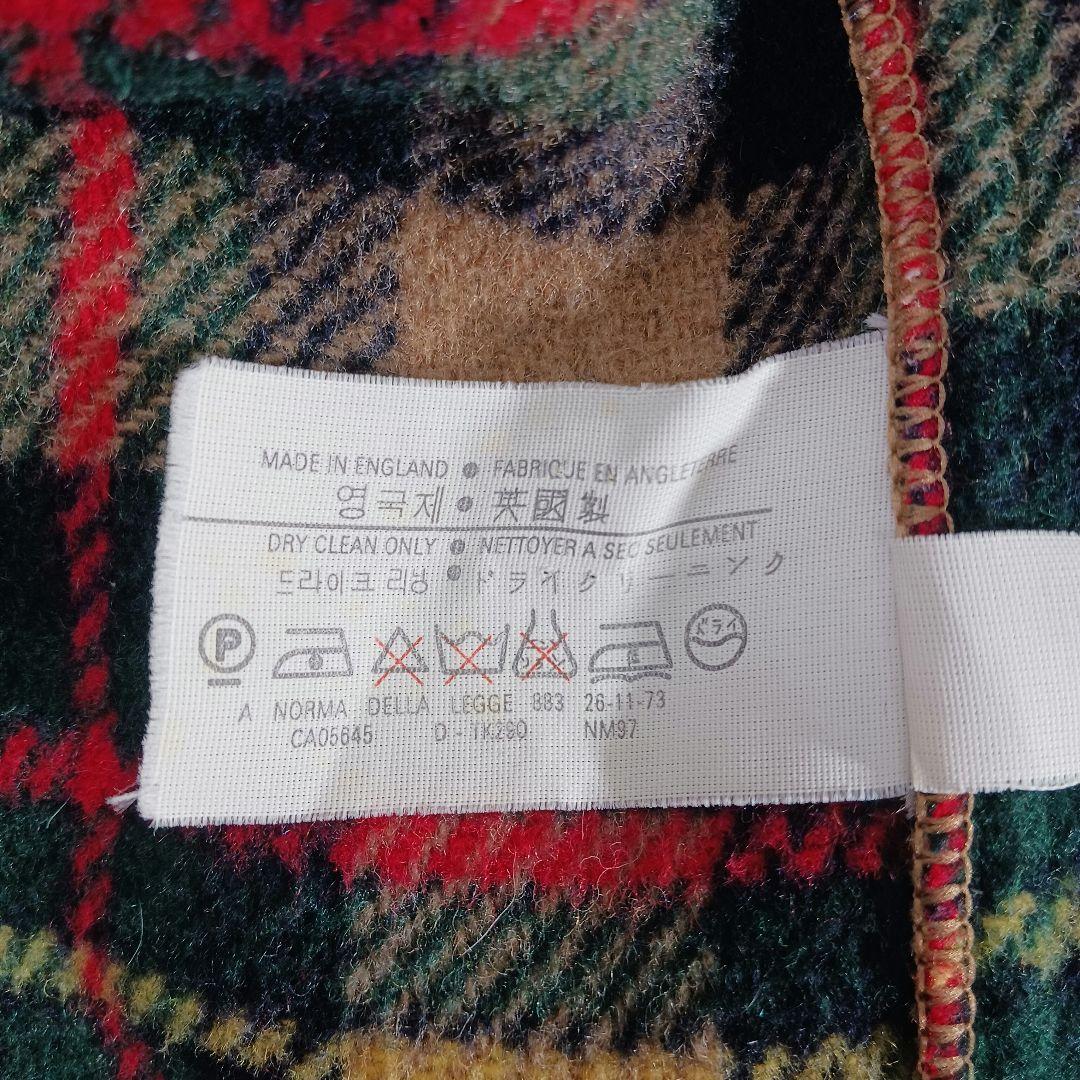 MADE IN ENGLAND ● FABRIQUE EN ANGLETERRE
영국제 ● 英國製
DRY CLEAN ONLY ● NETTOYER A SEC SEULEMENT
드라이크리닝 ● ドライクリーニング
P ドライ
A NORMA DELLA LEGGE 883 26-11-73
CA05645 D - TK290 NM97